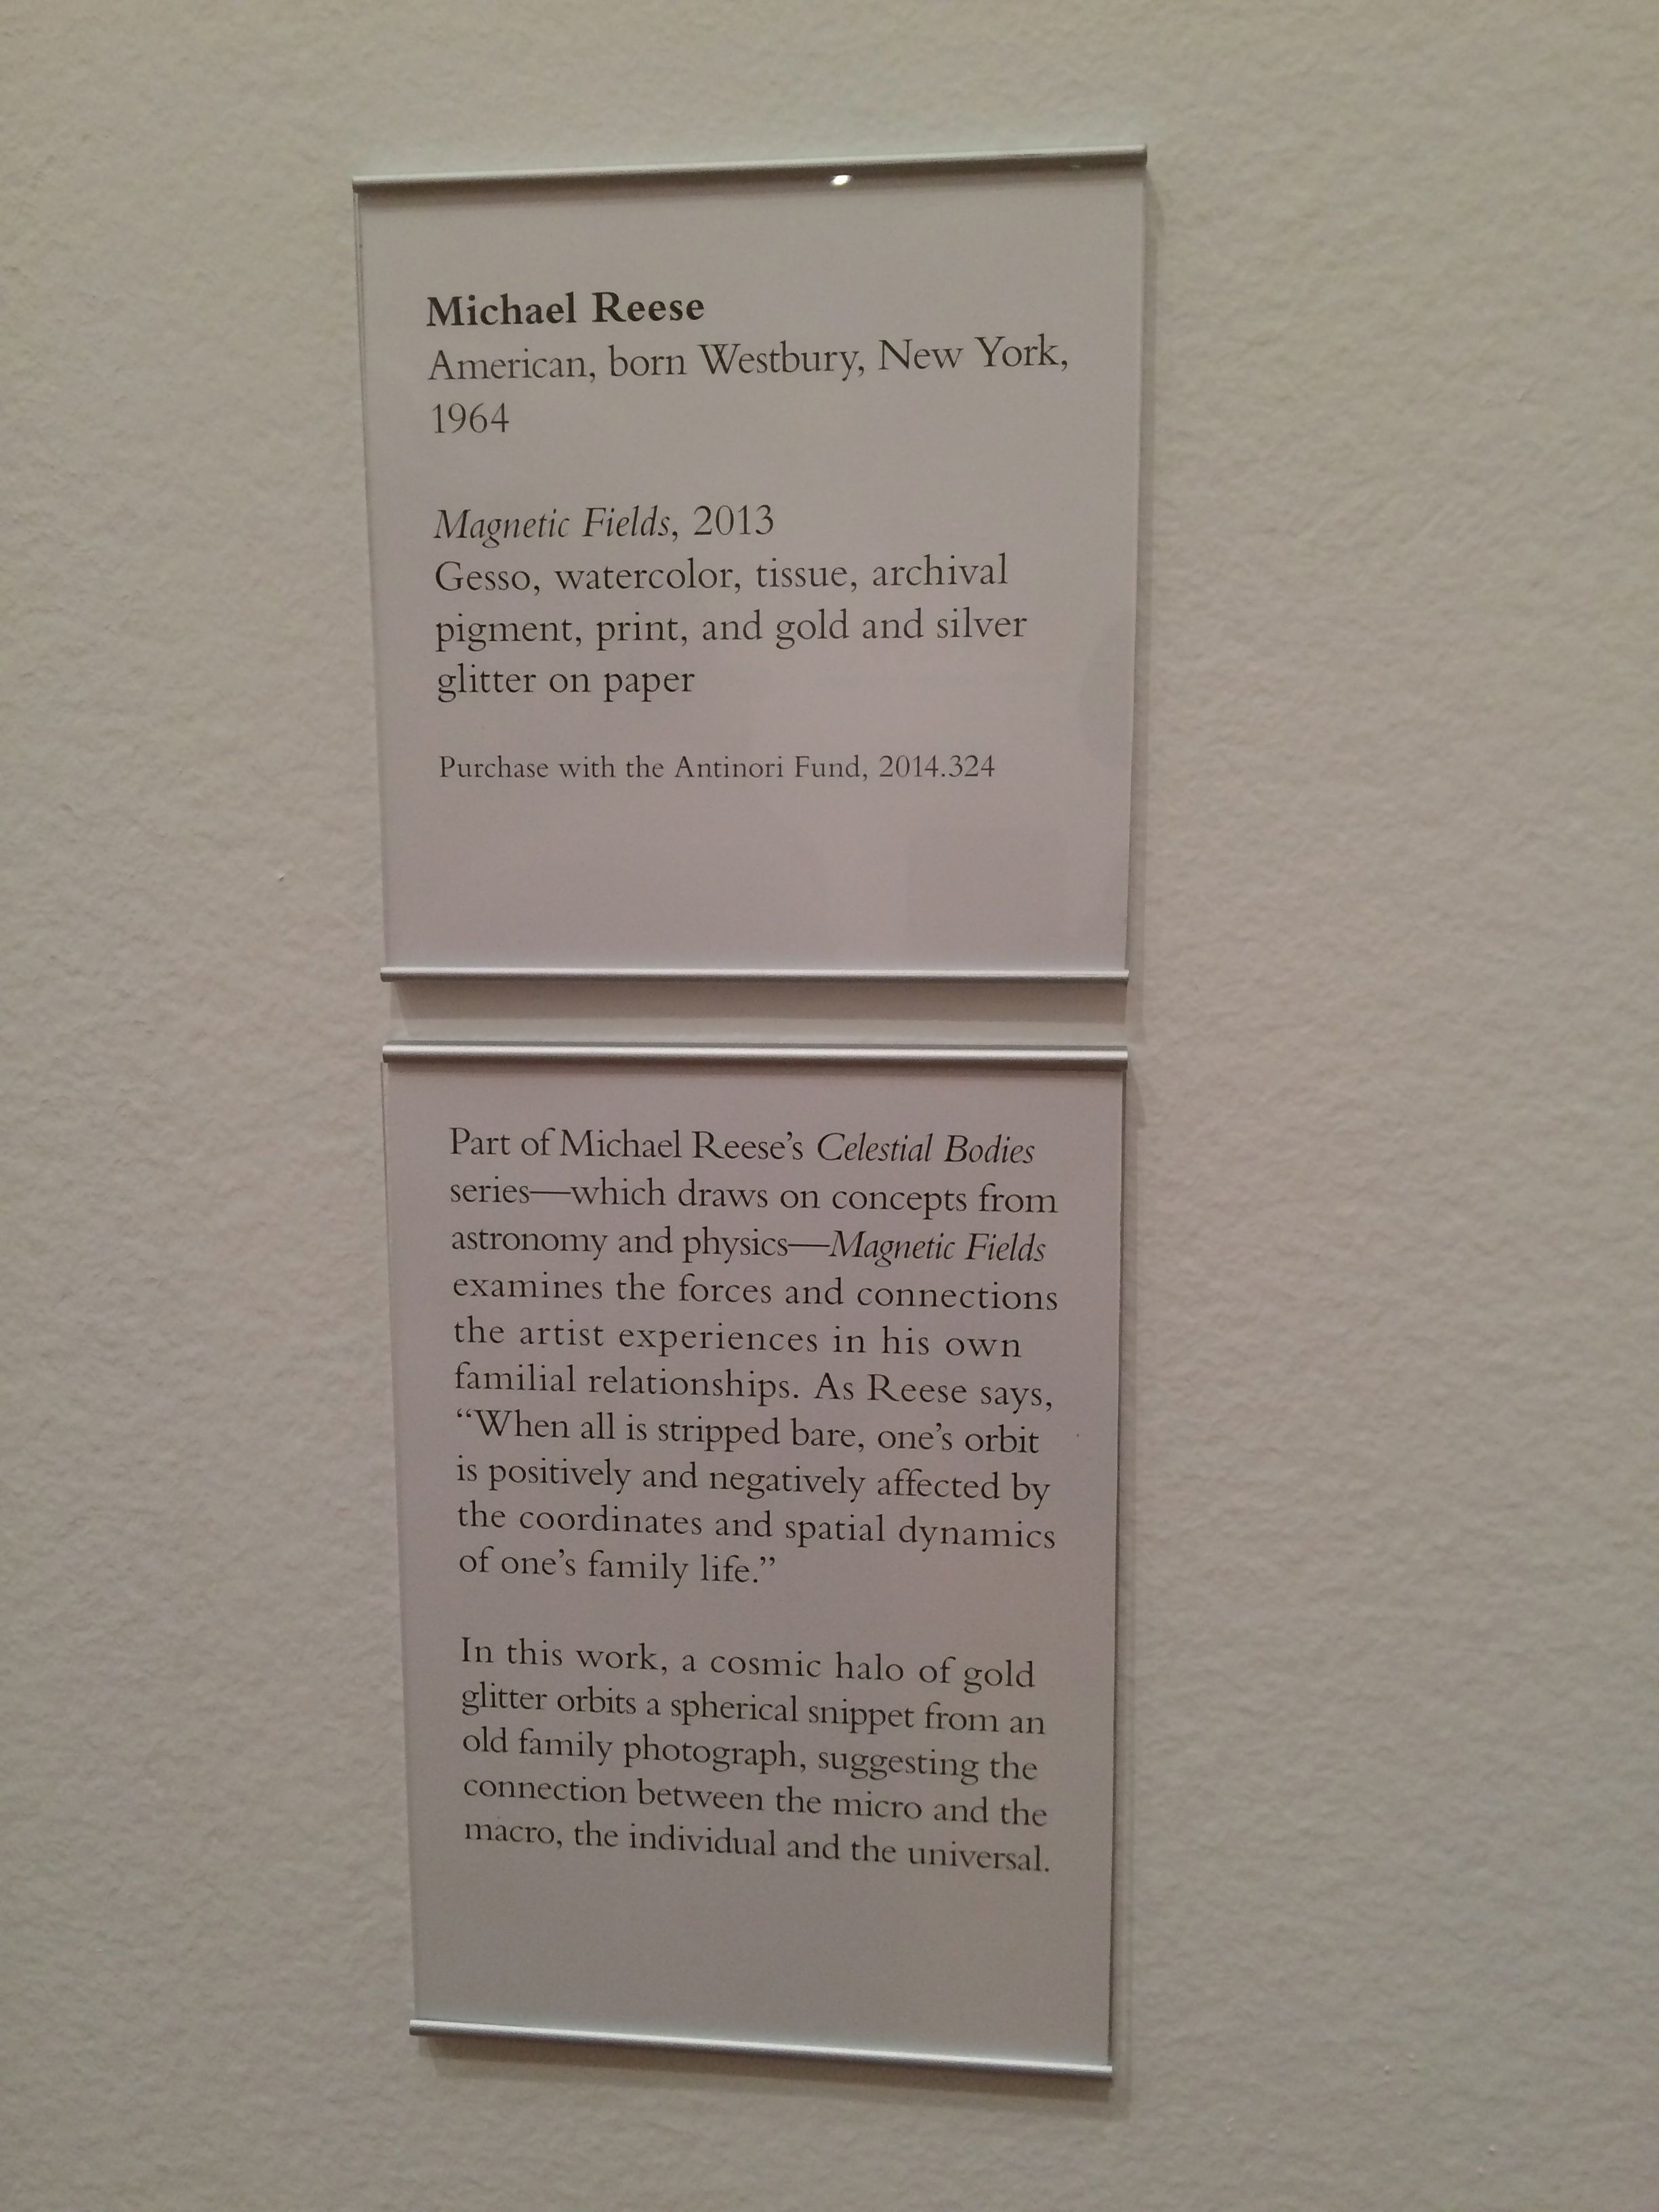 Michael Reese
American, born Westbury, New York,
1964
Magnetic Fields, 2013
Gesso, watercolor, tissue, archival
pigment, print, and gold and silver
glitter on paper
Purchase with the Antinori Fund, 2014.324
Part of Michael Reese’s Celestial Bodies
series—which draws on concepts from
astronomy and physics—Magnetic Fields
examines the forces and connections
the artist experiences in his own
familial relationships. As Reese says,
“When all is stripped bare, one’s orbit
is positively and negatively affected by
the coordinates and spatial dynamics
of one’s family life.”
In this work, a cosmic halo of gold
glitter orbits a spherical snippet from an
old family photograph, suggesting the
connection between the micro and the
macro, the individual and the universal.